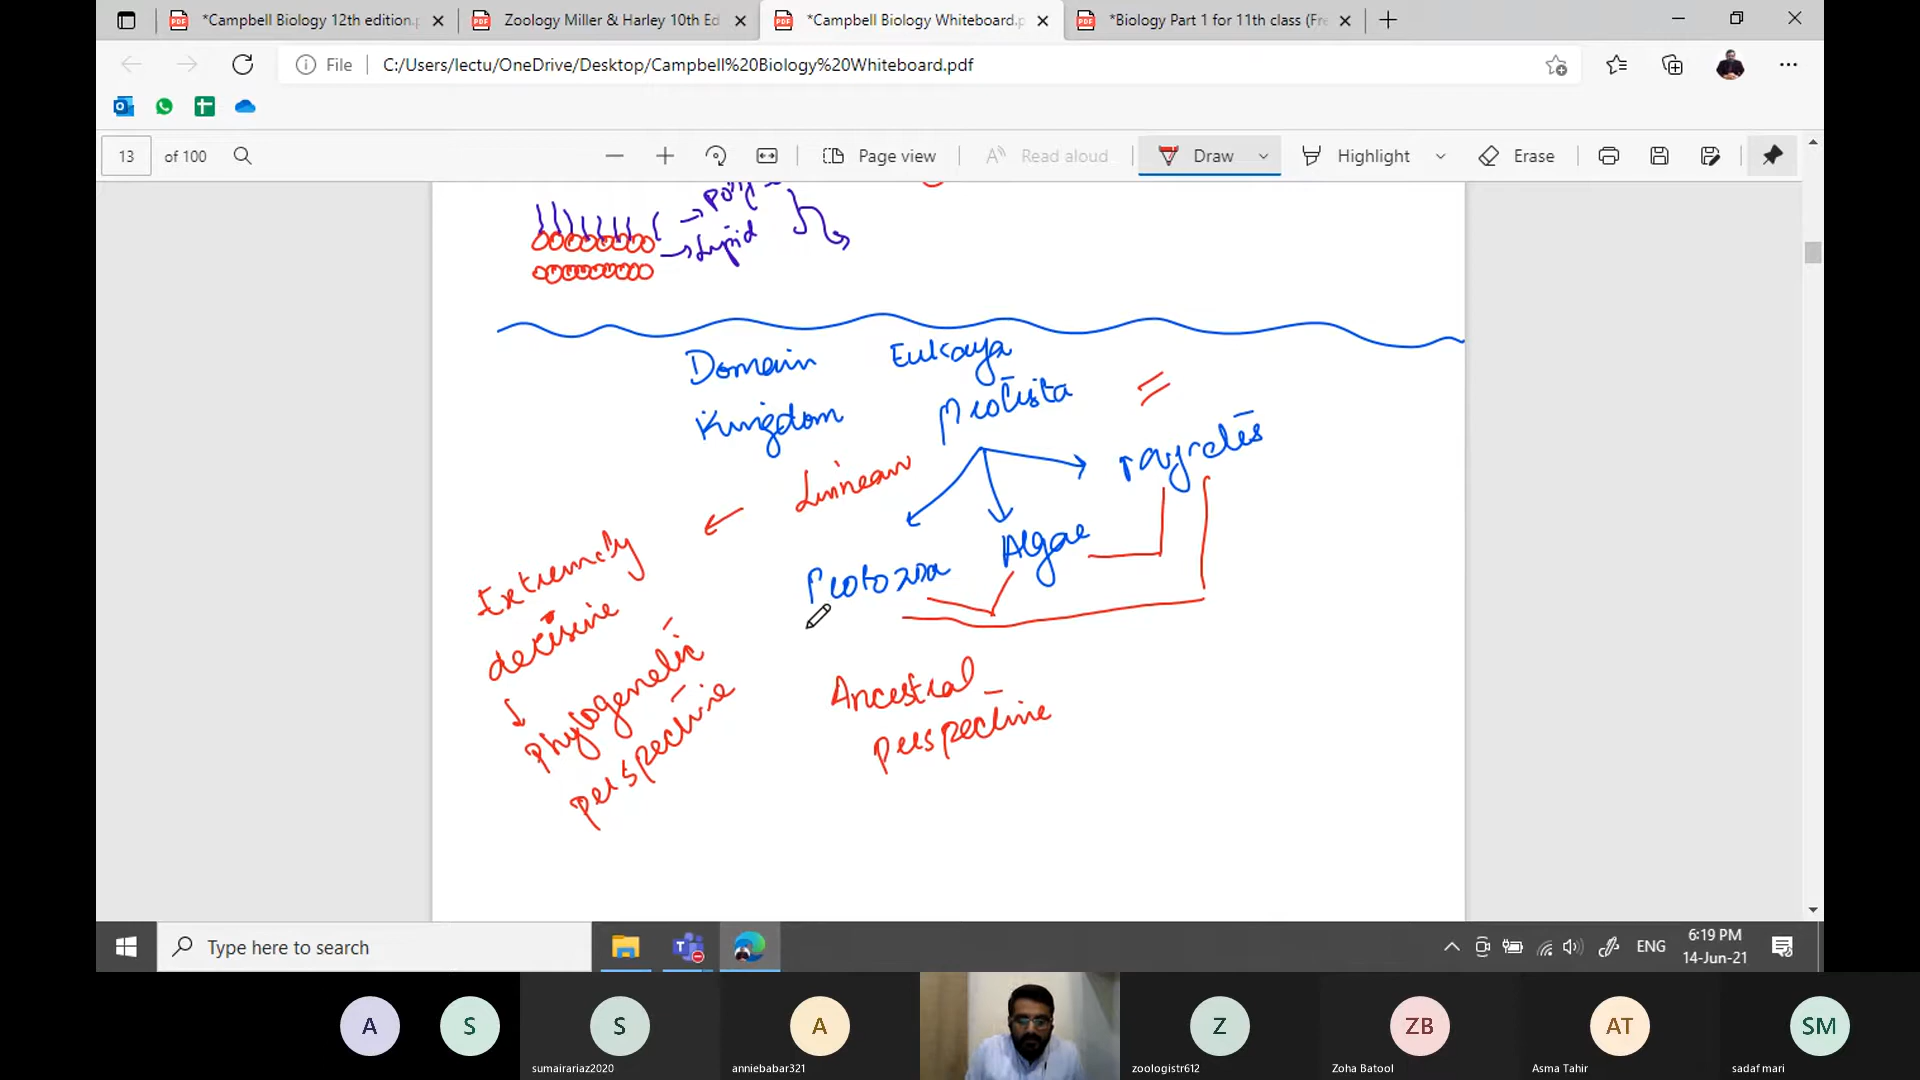 *Campbell Biology 12th edition.p
Zoology Miller & Harley 10th Ed
*Campbell Biology Whiteboard.p
*Biology Part 1 for 11th class (Fre
File
C:/Users/lectu/OneDrive/Desktop/Campbell%20Biology%20Whiteboard.pdf
13 of 100
Page view
Read aloud
Draw
Highlight
Erase
Lipid
Domain Eukarya
Kingdom Protista
Linnean
Algae
Protozoa
Extremely
decisive
phylogenetic
perspective
Ancestral
perspective
Type here to search
ENG
6:19 PM
14-Jun-21
A
S
S
A
Z
ZB
AT
SM
sumairariaz2020
anniebabar321
zoologistr612
Zoha Batool
Asma Tahir
sadaf mari